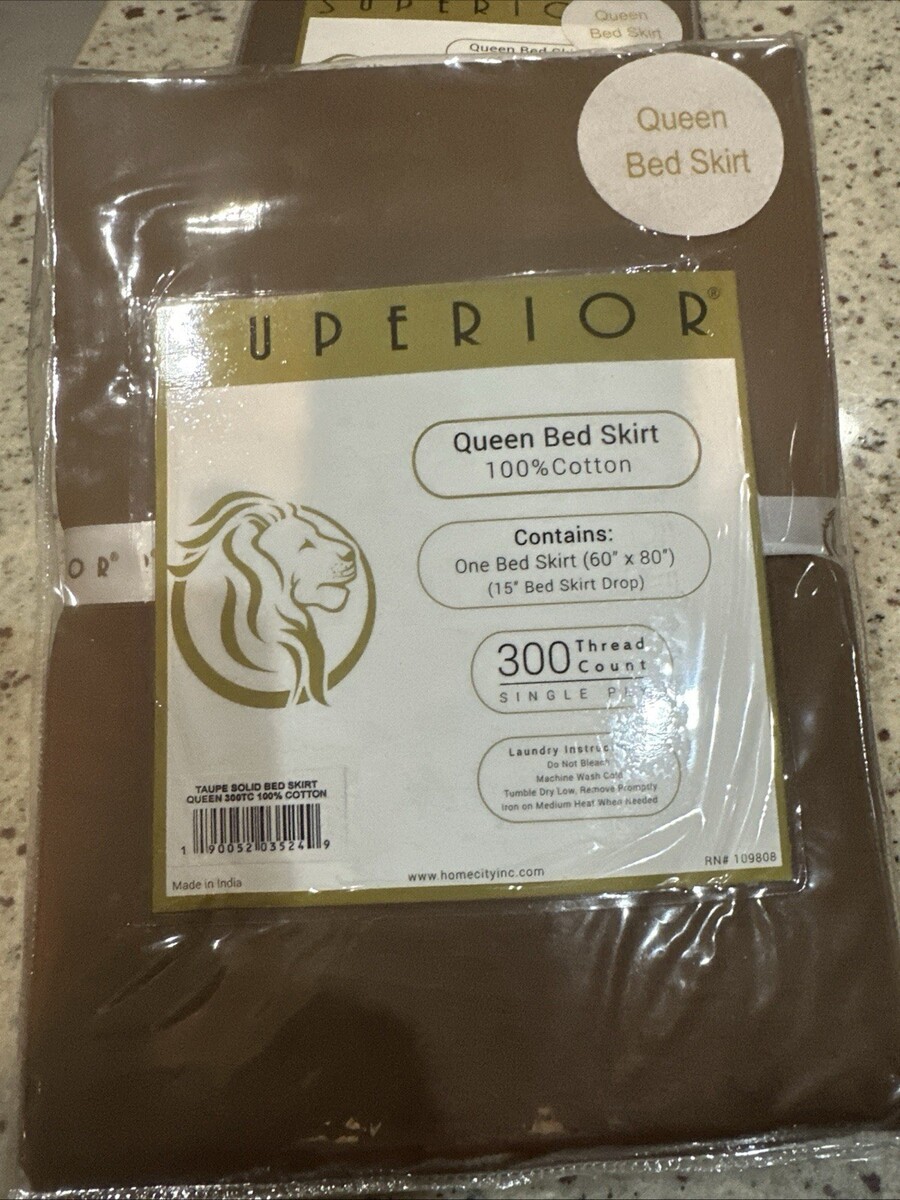 SUPERIO
Queen
Bed Skirt
Queen Bed
Queen
Bed Skirt
UPERIOR®
Queen Bed Skirt
100%Cotton
Contains:
One Bed Skirt (60" x 80")
(15" Bed Skirt Drop)
OR®
300 Thread Count
SINGLE PLY
Laundry Instruc
Do Not Bleach
Machine Wash Cold
Tumble Dry Low, Remove Promptly
Iron on Medium Heat When Needed
TAUPE SOLID BED SKIRT
QUEEN 300TC 100% COTTON
1 90052 03524 9
Made in India
www.homecityinc.com
RN# 109808